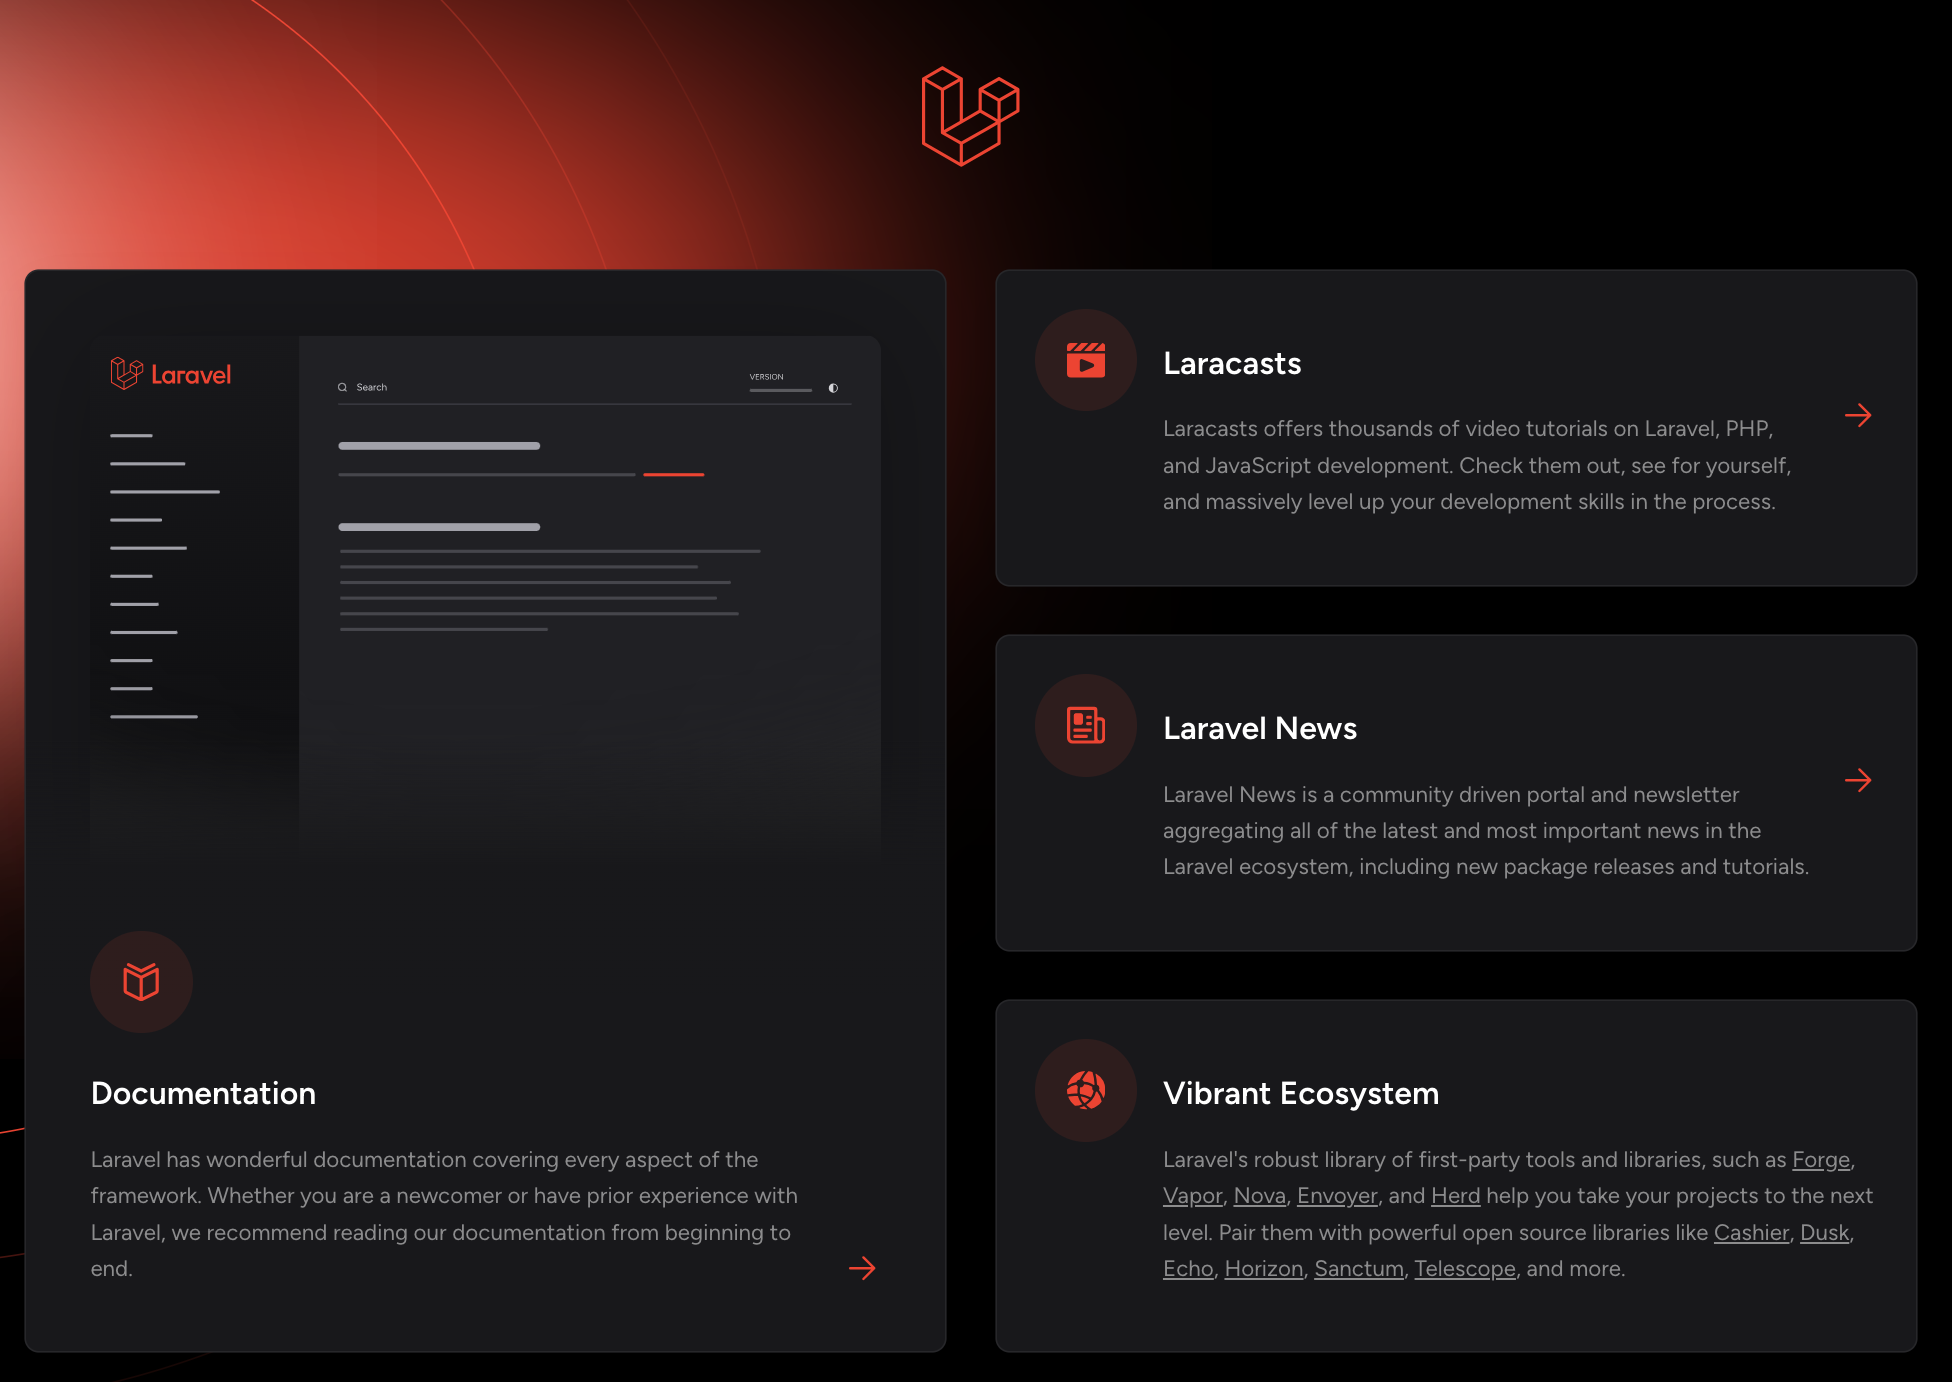 Laravel
Search
VERSION
Documentation
Laravel has wonderful documentation covering every aspect of the
framework. Whether you are a newcomer or have prior experience with
Laravel, we recommend reading our documentation from beginning to
end.
Laracasts
Laracasts offers thousands of video tutorials on Laravel, PHP,
and JavaScript development. Check them out, see for yourself,
and massively level up your development skills in the process.
Laravel News
Laravel News is a community driven portal and newsletter
aggregating all of the latest and most important news in the
Laravel ecosystem, including new package releases and tutorials.
Vibrant Ecosystem
Laravel's robust library of first-party tools and libraries, such as Forge,
Vapor, Nova, Envoyer, and Herd help you take your projects to the next
level. Pair them with powerful open source libraries like Cashier, Dusk,
Echo, Horizon, Sanctum, Telescope, and more.